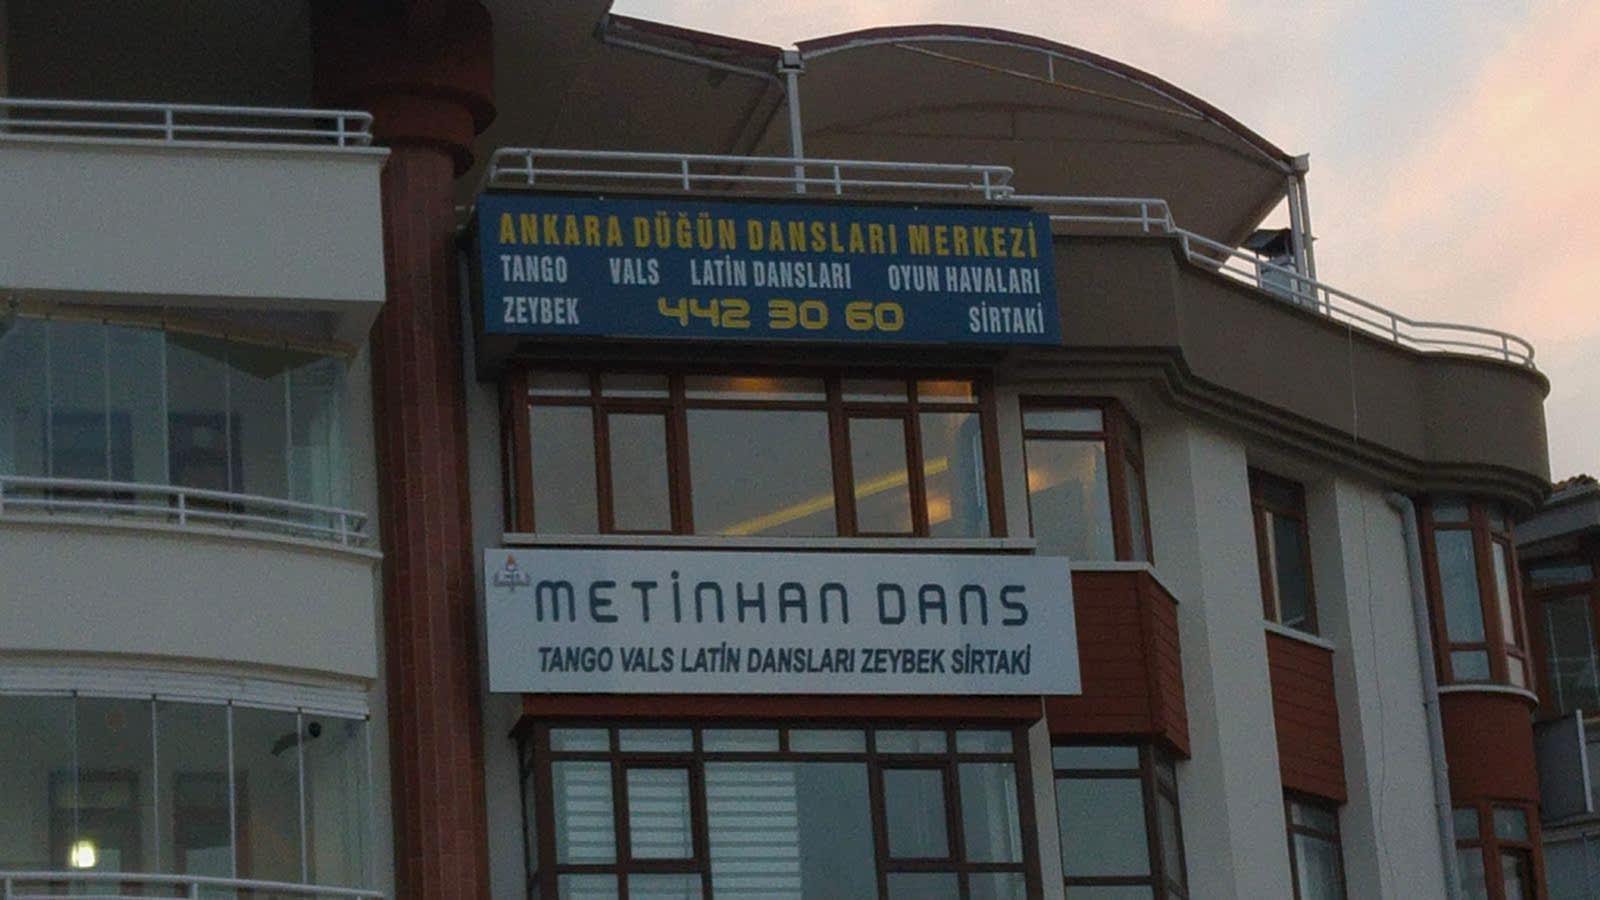 ANKARA DÜĞÜN DANSLARI MERKEZİ
TANGO VALS LATİN DANSLARI OYUN HAVALARI
ZEYBEK 442 30 60 SİRTAKİ
METİNHAN DANS
TANGO VALS LATİN DANSLARI ZEYBEK SİRTAKİ